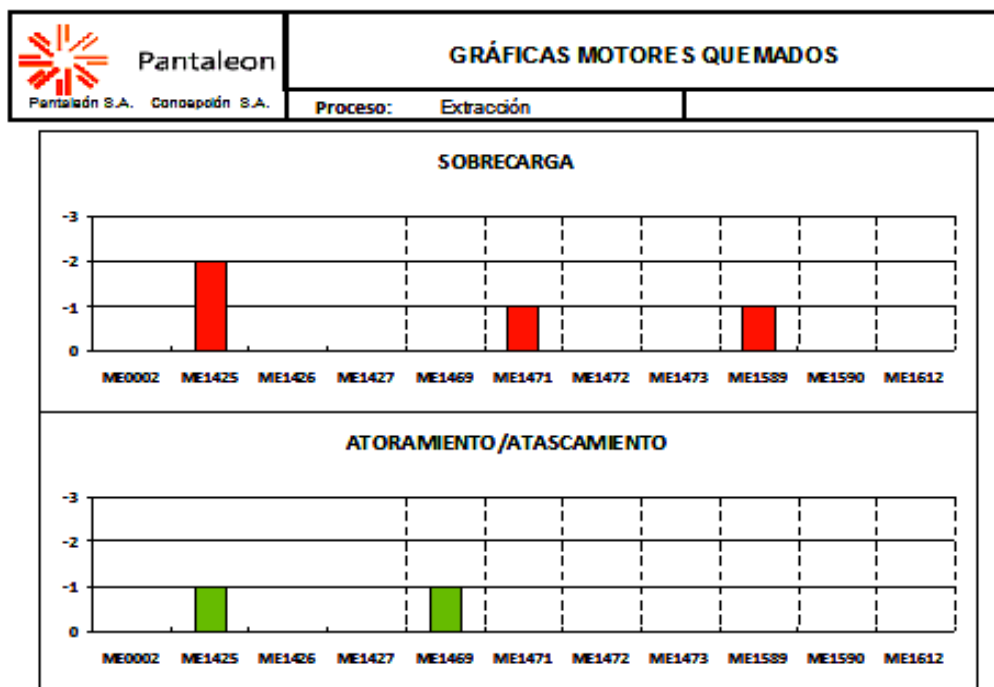 Pantaleon
Pantaleón S.A. Concepción S.A.
GRÁFICAS MOTORES QUEMADOS
Proceso: Extracción
SOBRECARGA
-3
-2
-1
0
ME0002 ME1425 ME1426 ME1427 ME1469 ME1471 ME1472 ME1473 ME1589 ME1590 ME1612
ATORAMIENTO/ATASCAMIENTO
-3
-2
-1
0
ME0002 ME1425 ME1426 ME1427 ME1469 ME1471 ME1472 ME1473 ME1589 ME1590 ME1612